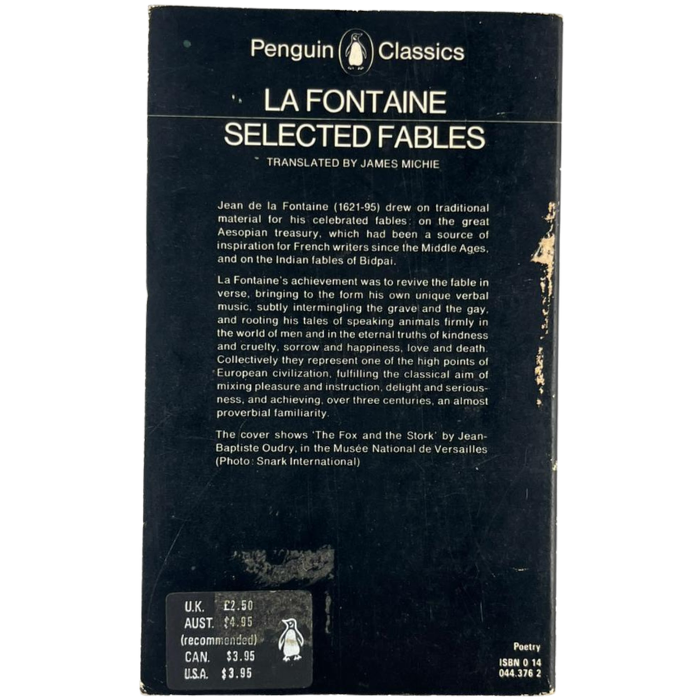 Penguin Classics
LA FONTAINE
SELECTED FABLES
TRANSLATED BY JAMES MICHIE
Jean de la Fontaine (1621-95) drew on traditional
material for his celebrated fables: on the great
Aesopian treasury, which had been a source of
inspiration for French writers since the Middle Ages,
and on the Indian fables of Bidpai.
La Fontaine's achievement was to revive the fable in
verse, bringing to the form his own unique verbal
music, subtly intermingling the grave and the gay,
and rooting his tales of speaking animals firmly in
the world of men and in the eternal truths of kindness
and cruelty, sorrow and happiness, love and death.
Collectively they represent one of the high points of
European civilization, fulfilling the classical aim of
mixing pleasure and instruction, delight and serious-
ness, and achieving, over three centuries, an almost
proverbial familiarity.
The cover shows 'The Fox and the Stork' by Jean-
Baptiste Oudry, in the Musée National de Versailles
(Photo: Snark International)
U.K. £2.50
AUST. $4.95
(recommended)
CAN. $3.95
U.S.A. $3.95
Poetry
ISBN 0 14
044.376 2